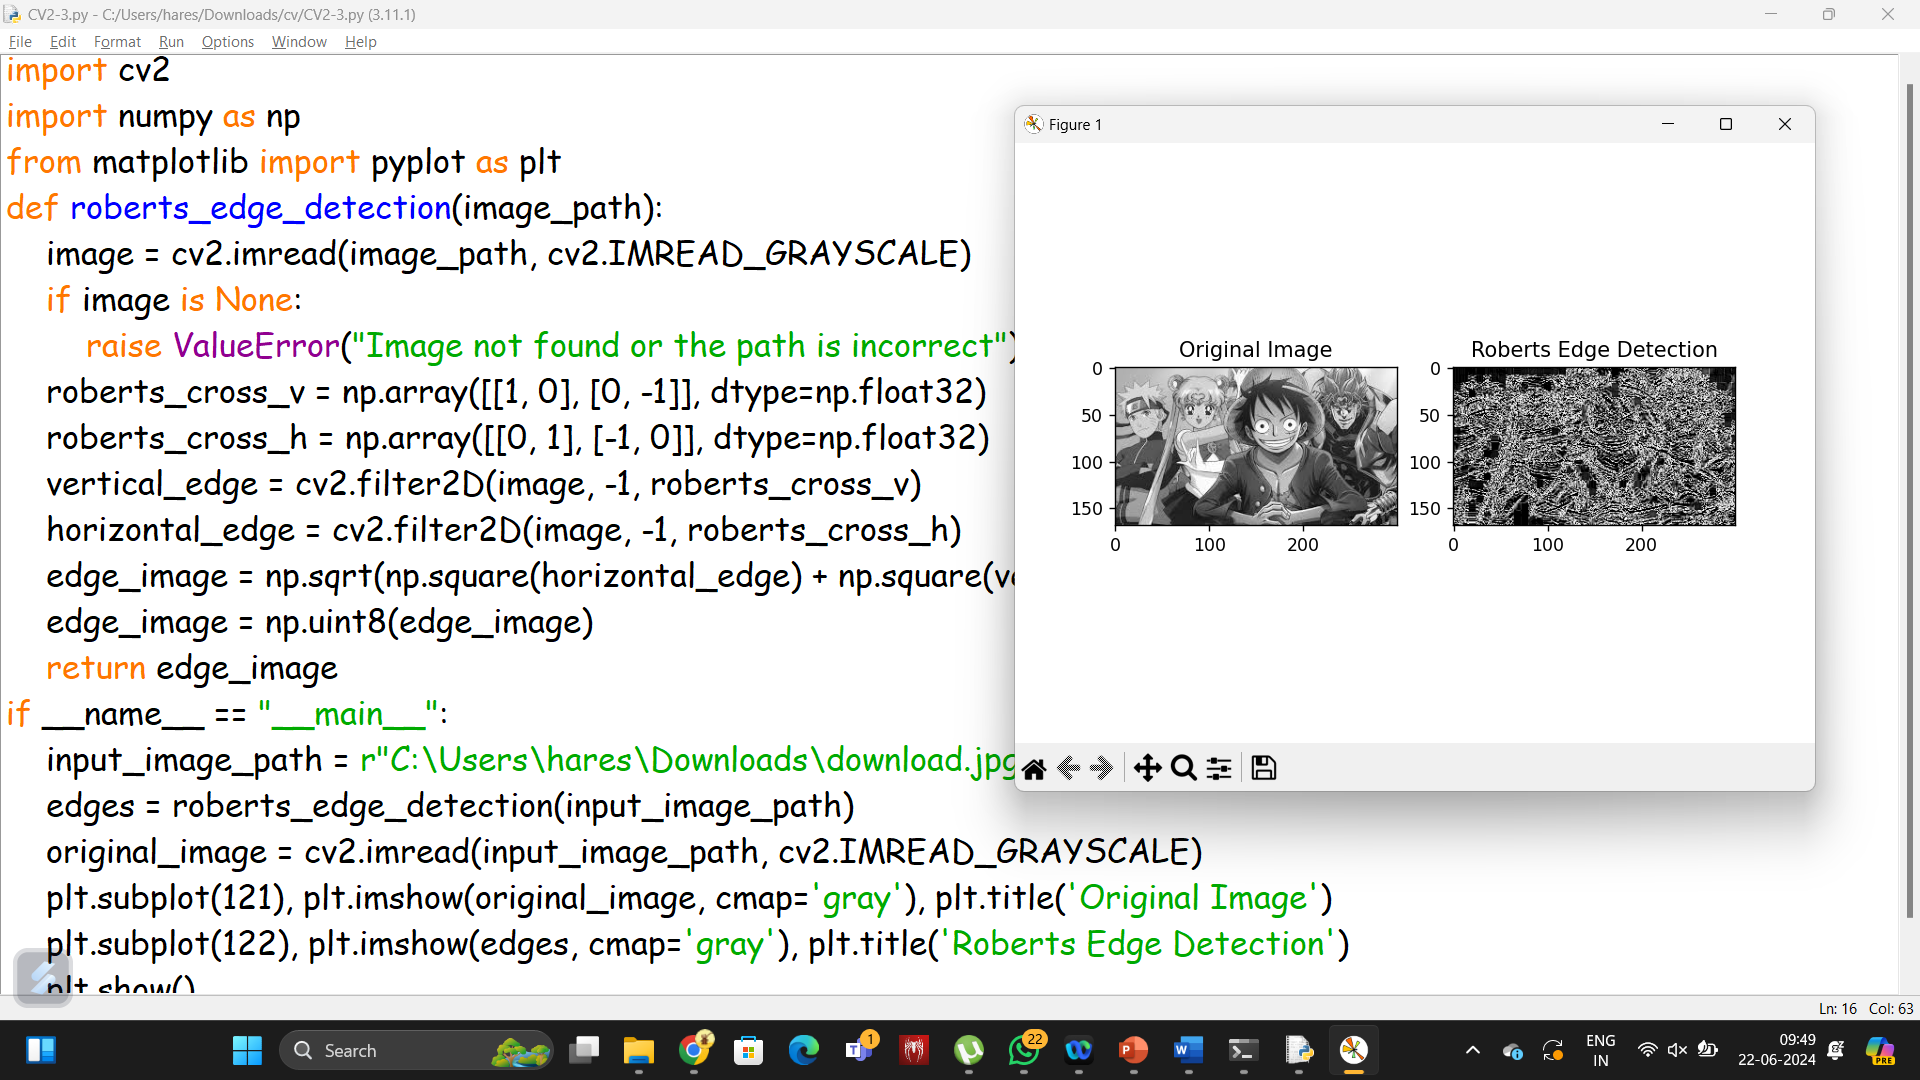 CV2-3.py - C:/Users/hares/Downloads/cv/CV2-3.py (3.11.1)
File Edit Format Run Options Window Help
import cv2
import numpy as np
from matplotlib import pyplot as plt
def roberts_edge_detection(image_path):
    image = cv2.imread(image_path, cv2.IMREAD_GRAYSCALE)
    if image is None:
        raise ValueError("Image not found or the path is incorrect")
    roberts_cross_v = np.array([[1, 0], [0, -1]], dtype=np.float32)
    roberts_cross_h = np.array([[0, 1], [-1, 0]], dtype=np.float32)
    vertical_edge = cv2.filter2D(image, -1, roberts_cross_v)
    horizontal_edge = cv2.filter2D(image, -1, roberts_cross_h)
    edge_image = np.sqrt(np.square(horizontal_edge) + np.square(v
    edge_image = np.uint8(edge_image)
    return edge_image
if __name__ == "__main__":
    input_image_path = r"C:\Users\hares\Downloads\download.jpg
    edges = roberts_edge_detection(input_image_path)
    original_image = cv2.imread(input_image_path, cv2.IMREAD_GRAYSCALE)
    plt.subplot(121), plt.imshow(original_image, cmap='gray'), plt.title('Original Image')
    plt.subplot(122), plt.imshow(edges, cmap='gray'), plt.title('Roberts Edge Detection')
    plt.show()
Figure 1
Original Image
0
50
100
150
0 100 200
Roberts Edge Detection
0
50
100
150
0 100 200
Ln: 16 Col: 63
Search
1
22
ENG
IN
09:49
22-06-2024
PRE